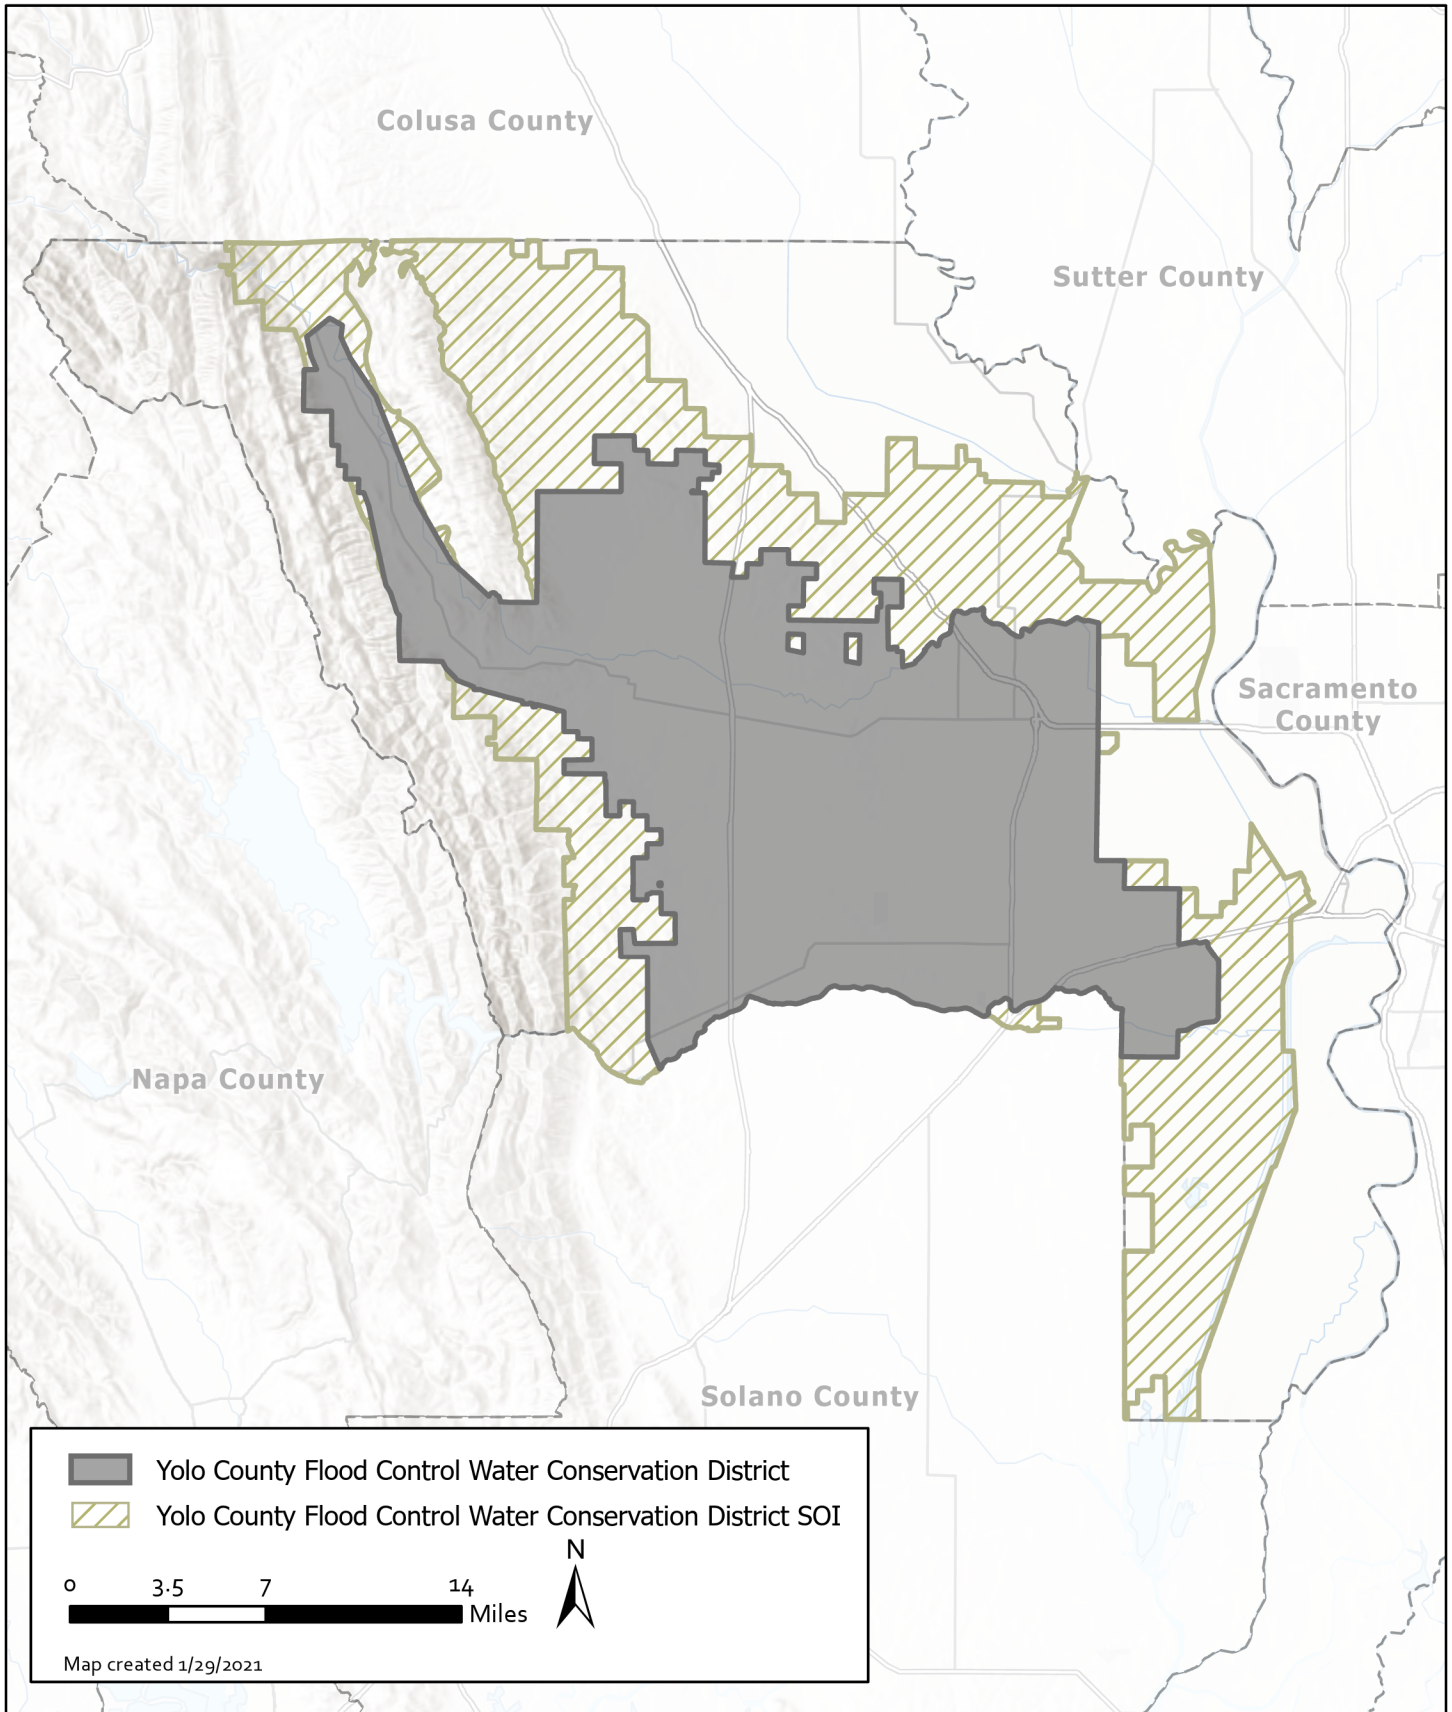 Colusa County
Sutter County
Sacramento
County
Napa County
Solano County
Yolo County Flood Control Water Conservation District
Yolo County Flood Control Water Conservation District SOI
N
0 3.5 7 14
Miles
Map created 1/29/2021